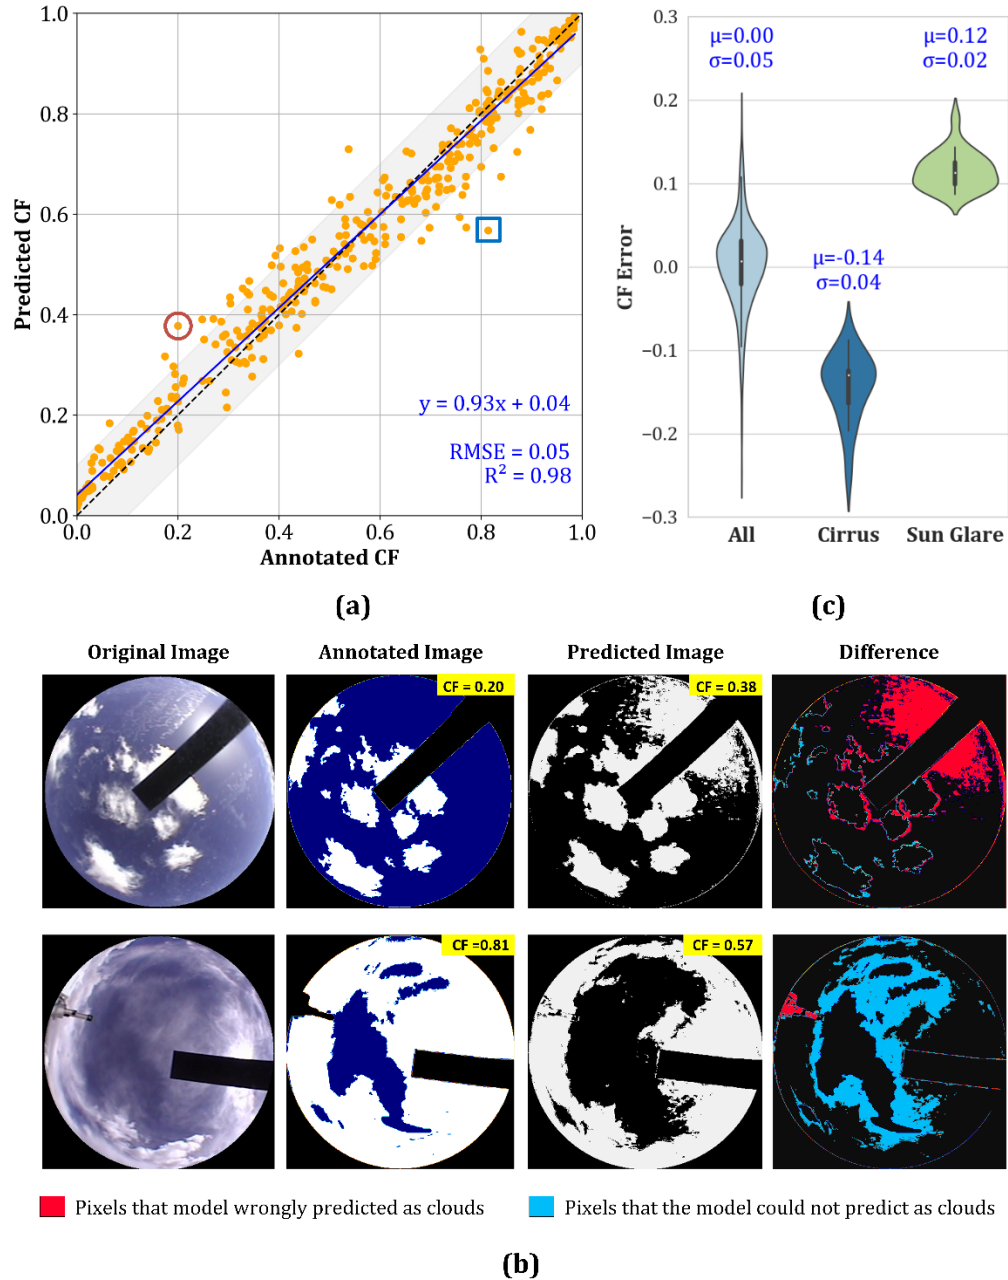 1.0
0.8
0.6
0.4
0.2
0.0
0.0
0.2
0.4
0.6
0.8
1.0
Predicted CF
Annotated CF
y = 0.93x + 0.04
RMSE = 0.05
R² = 0.98
(a)
0.3
0.2
0.1
0.0
−0.1
−0.2
−0.3
CF Error
μ=0.00
σ=0.05
μ=-0.14
σ=0.04
μ=0.12
σ=0.02
All
Cirrus
Sun Glare
(c)
Original Image
Annotated Image
Predicted Image
Difference
CF = 0.20
CF = 0.38
CF =0.81
CF = 0.57
Pixels that model wrongly predicted as clouds
Pixels that the model could not predict as clouds
(b)